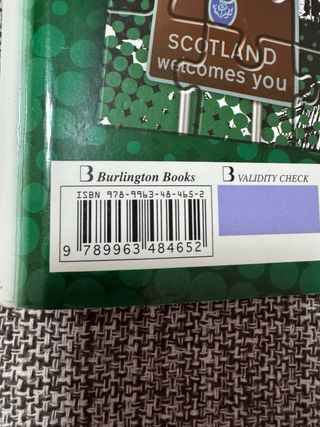 SCOTLAND
welcomes you
B Burlington Books
B VALIDITY CHECK
ISBN 978-9963-48-465-2
9 789963 484652